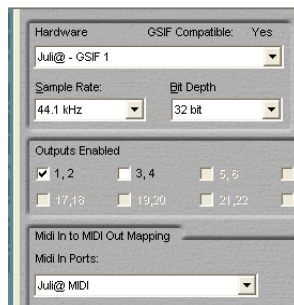 Hardware GSIF Compatible: Yes
Juli@ - GSIF 1
Sample Rate: Bit Depth
44.1 kHz 32 bit
Outputs Enabled
1, 2 3, 4 5, 6
17,18 19,20 21,22
Midi In to MIDI Out Mapping
Midi In Ports:
Juli@ MIDI